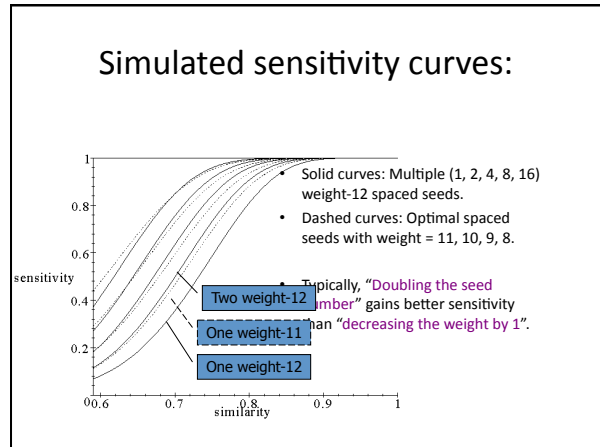 Simulated sensitivity curves:
1
0.8
0.6
sensitivity
0.4
0.2
0
0.6
0.7
0.8
0.9
1
similarity
• Solid curves: Multiple (1, 2, 4, 8, 16)
weight-12 spaced seeds.
• Dashed curves: Optimal spaced
seeds with weight = 11, 10, 9, 8.
• Typically, “Doubling the seed
number” gains better sensitivity
than “decreasing the weight by 1”.
Two weight-12
One weight-11
One weight-12